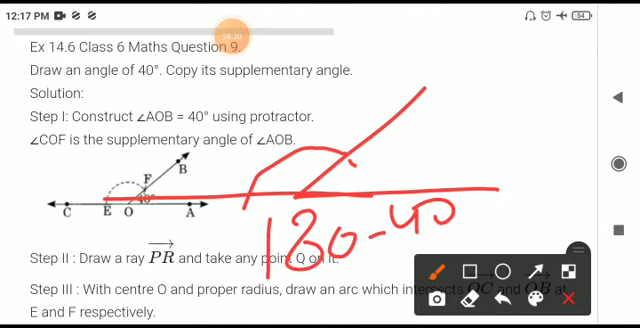 12:17 PM
54
28:20
Ex 14.6 Class 6 Maths Question 9.
Draw an angle of 40°. Copy its supplementary angle.
Solution:
Step I: Construct ∠AOB = 40° using protractor.
∠COF is the supplementary angle of ∠AOB.
F B
40°
C E O A
180-40
Step II : Draw a ray PR and take any point Q on it.
Step III : With centre O and proper radius, draw an arc which intersects OC and OB at
E and F respectively.